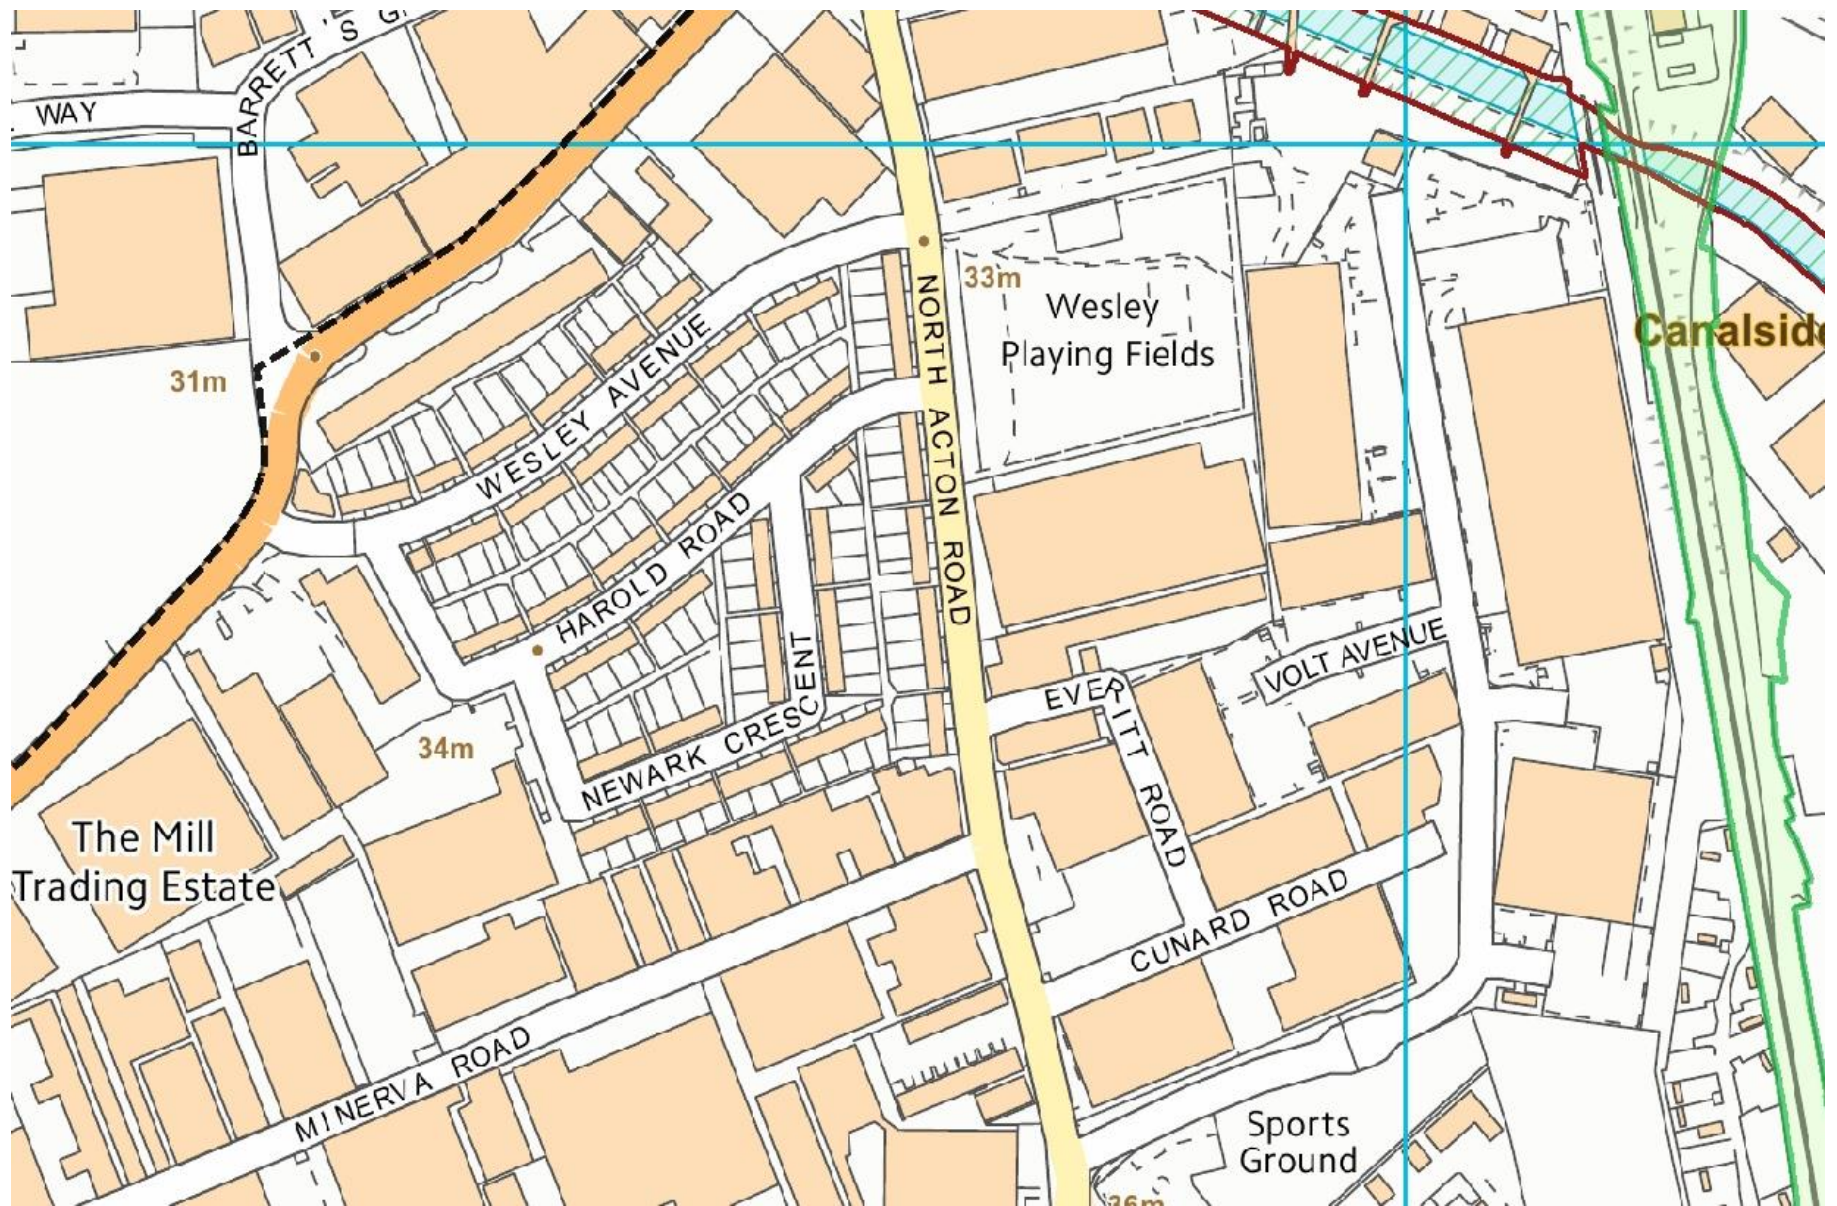 BARRETT'S G
WAY
33m
NORTH ACTON ROAD
Wesley
Playing Fields
Canalside
31m
WESLEY AVENUE
HAROLD ROAD
VOLT AVENUE
EVERITT ROAD
NEWARK CRESCENT
34m
The Mill
Trading Estate
CUNARD ROAD
MINERVA ROAD
Sports
Ground
36m